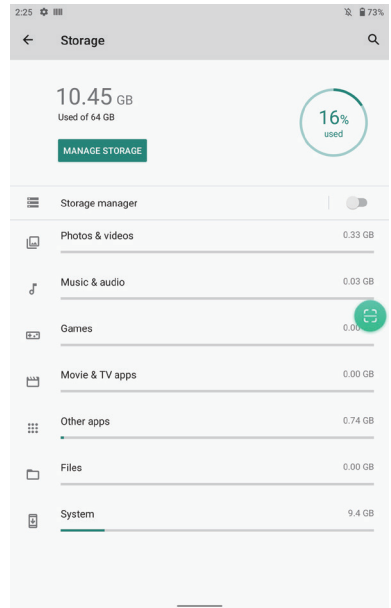 2:25 73%
Storage
10.45 GB
Used of 64 GB
16%
used
MANAGE STORAGE
Storage manager
Photos & videos 0.33 GB
Music & audio 0.03 GB
Games 0.00
Movie & TV apps 0.00 GB
Other apps 0.74 GB
Files 0.00 GB
System 9.4 GB